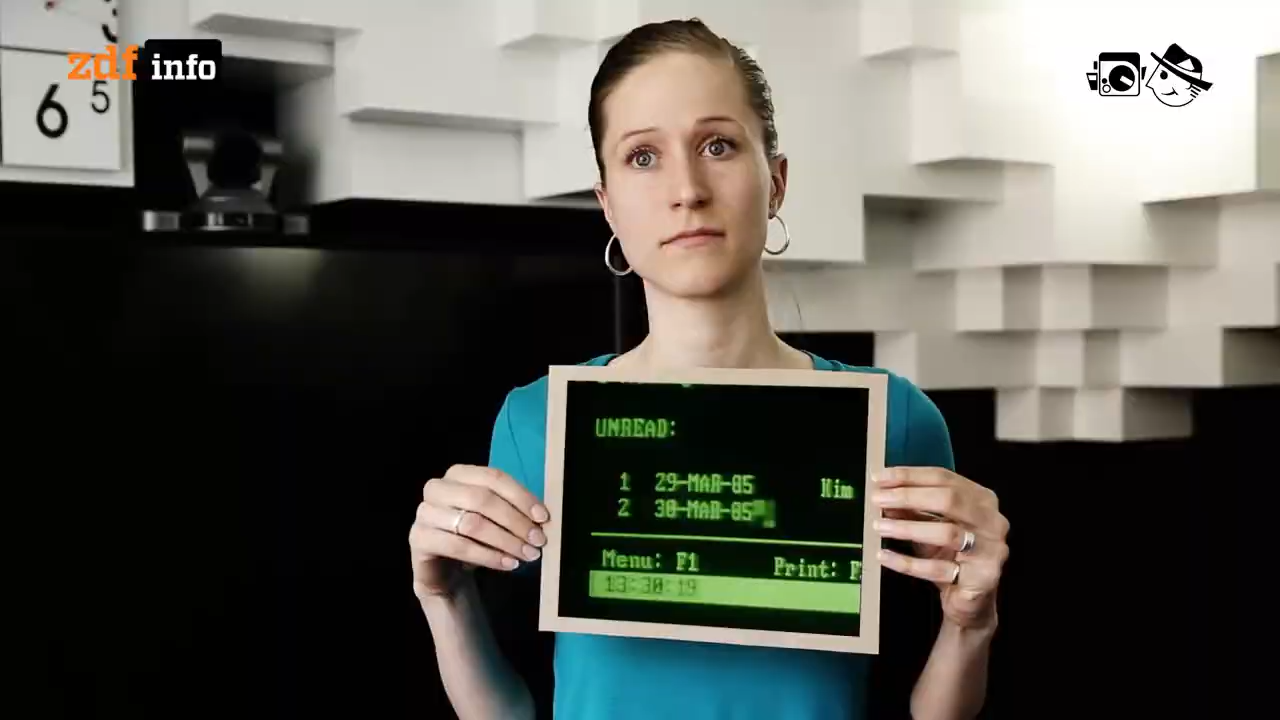 3
6 5
zdf info
UNREAD:
1 29-MAR-85 Kim
2 30-MAR-85
Menu: F1 Print: F
13:30:19